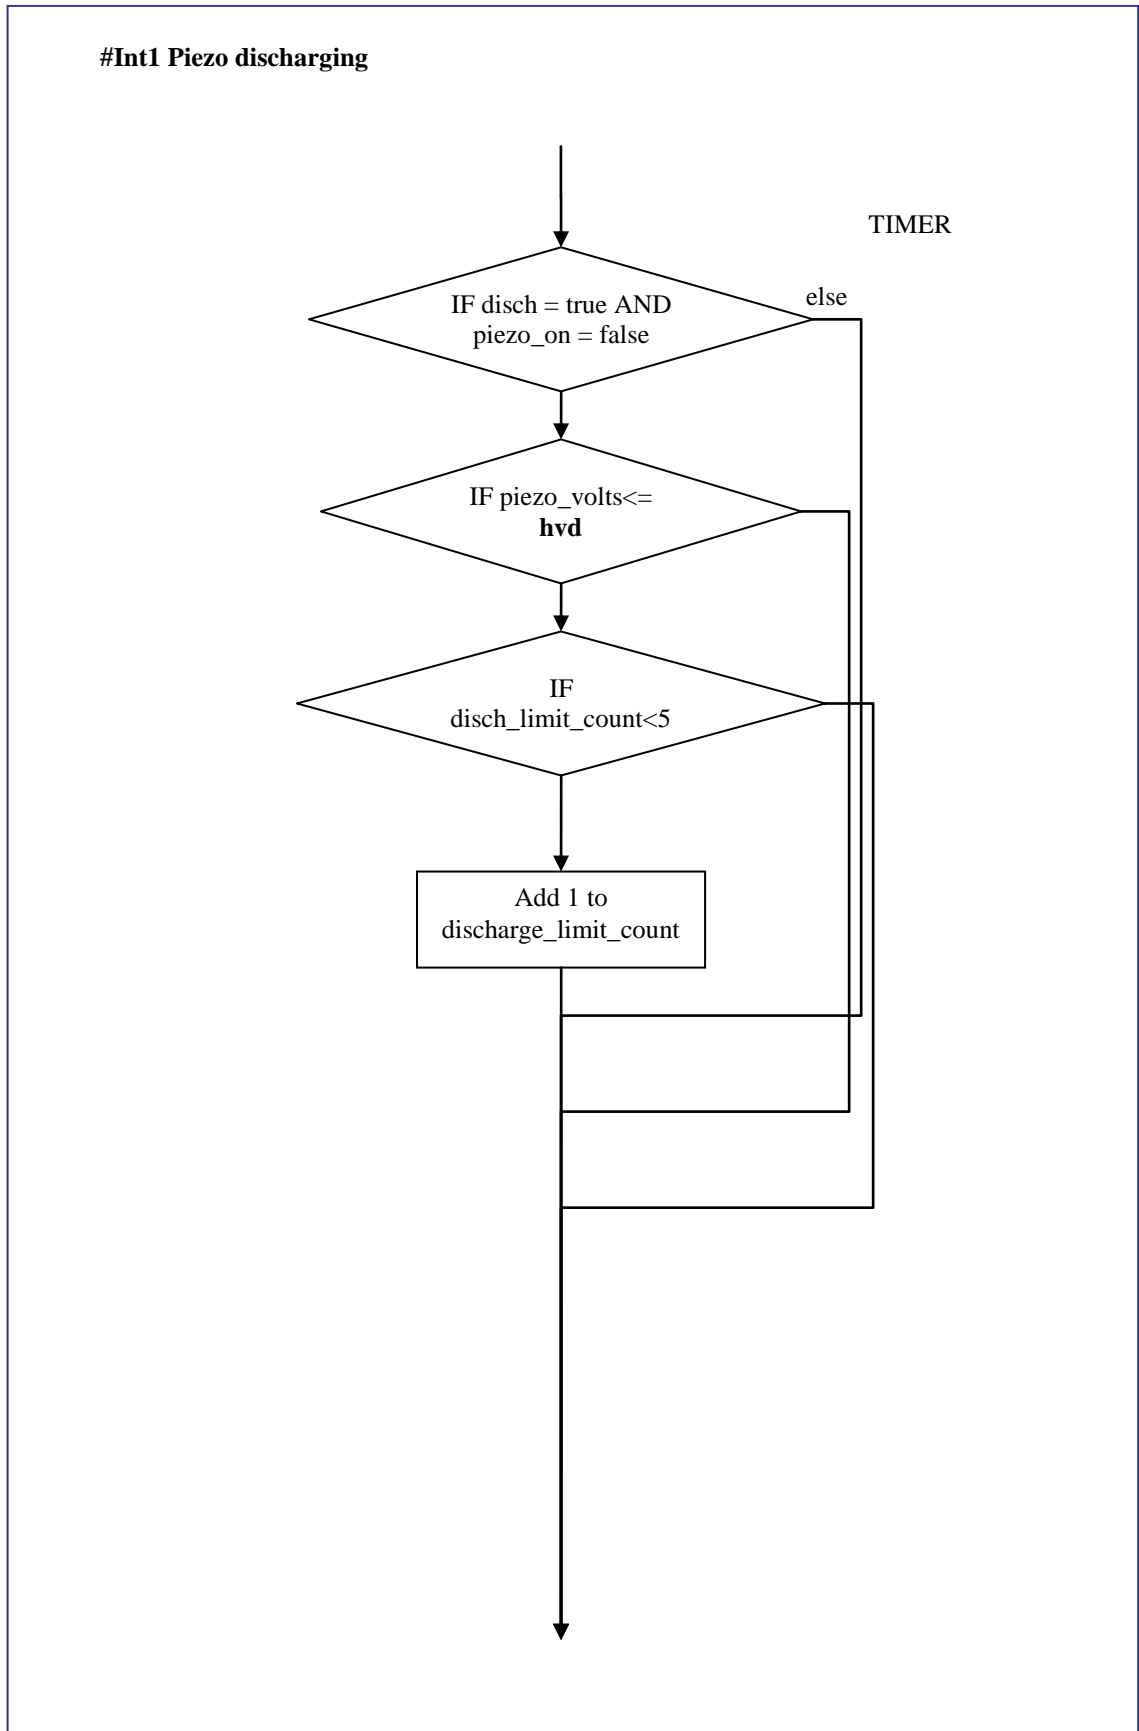 #Int1 Piezo discharging
TIMER
IF disch = true AND
piezo_on = false
else
IF piezo_volts<=
hvd
IF
disch_limit_count<5
Add 1 to
discharge_limit_count